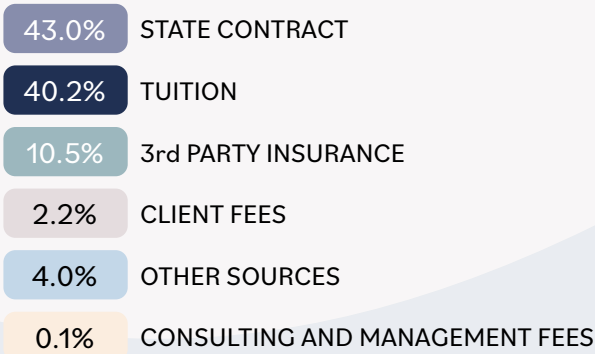 43.0% STATE CONTRACT
40.2% TUITION
10.5% 3rd PARTY INSURANCE
2.2% CLIENT FEES
4.0% OTHER SOURCES
0.1% CONSULTING AND MANAGEMENT FEES